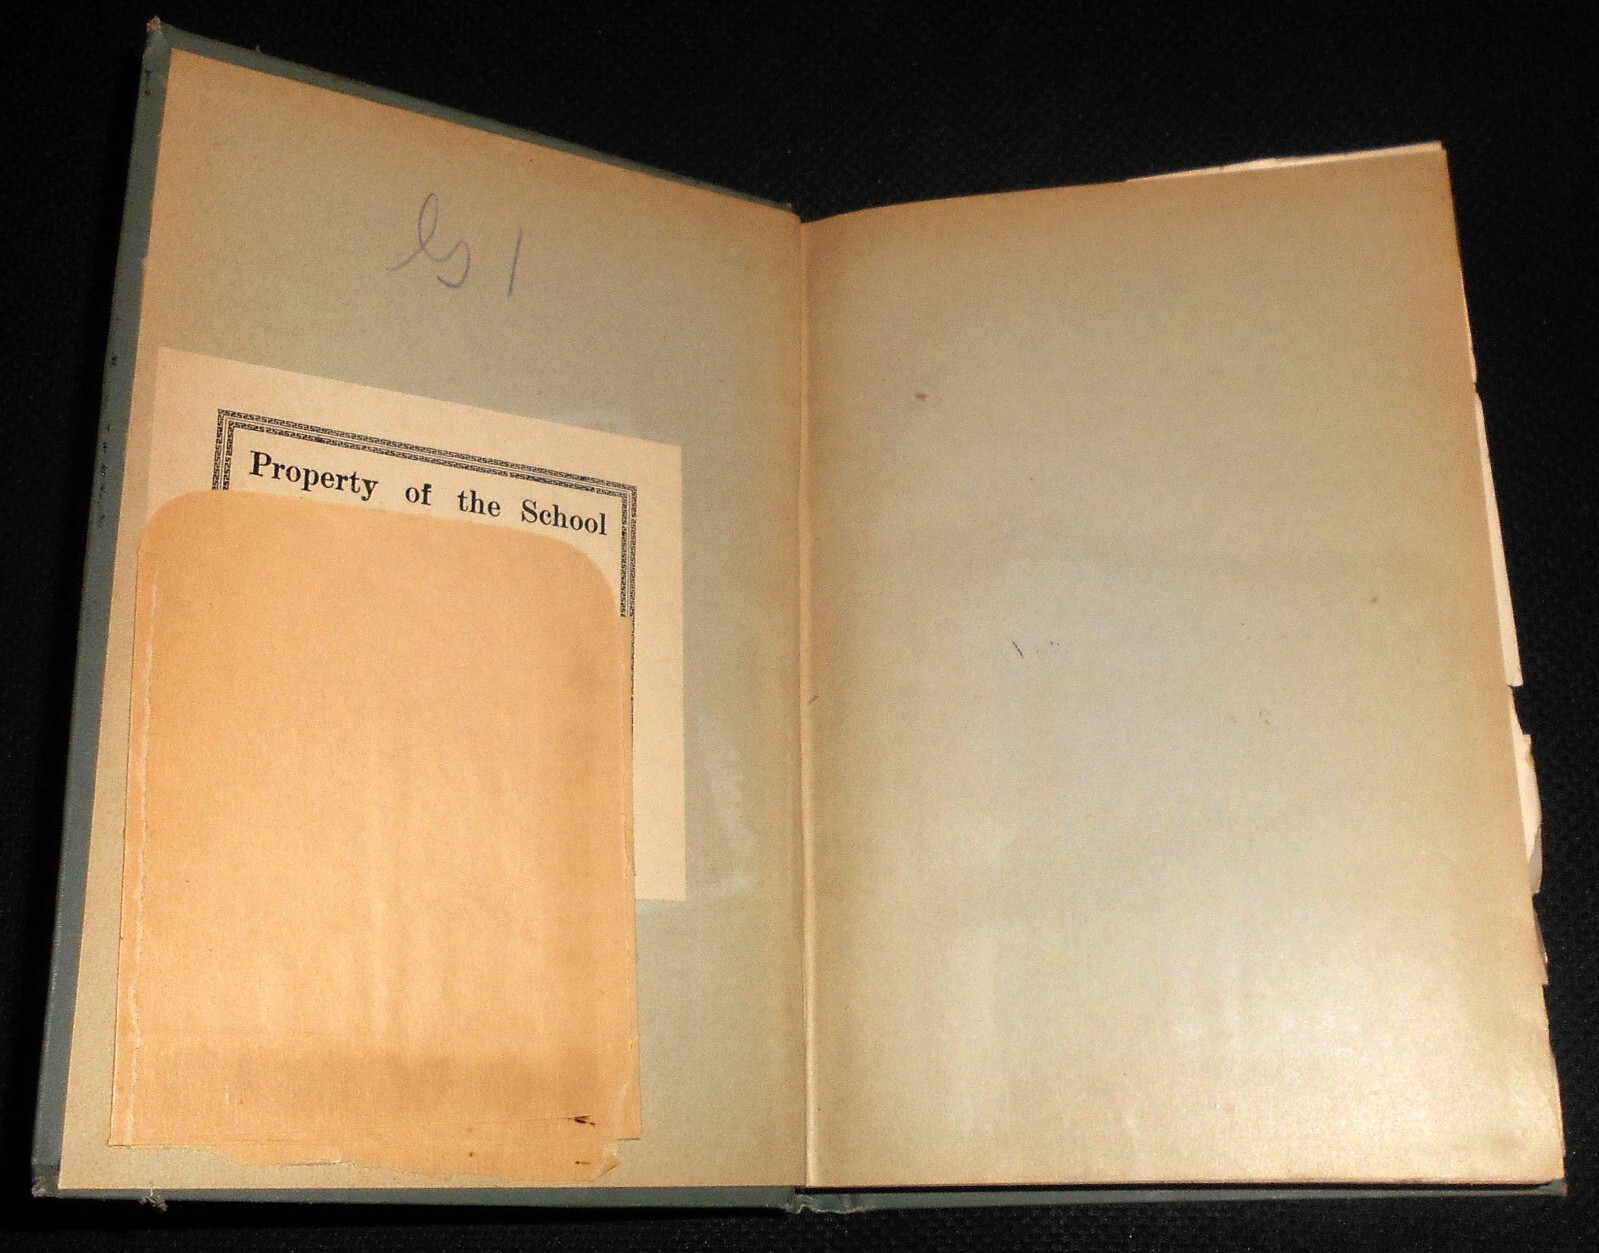 Property of the School